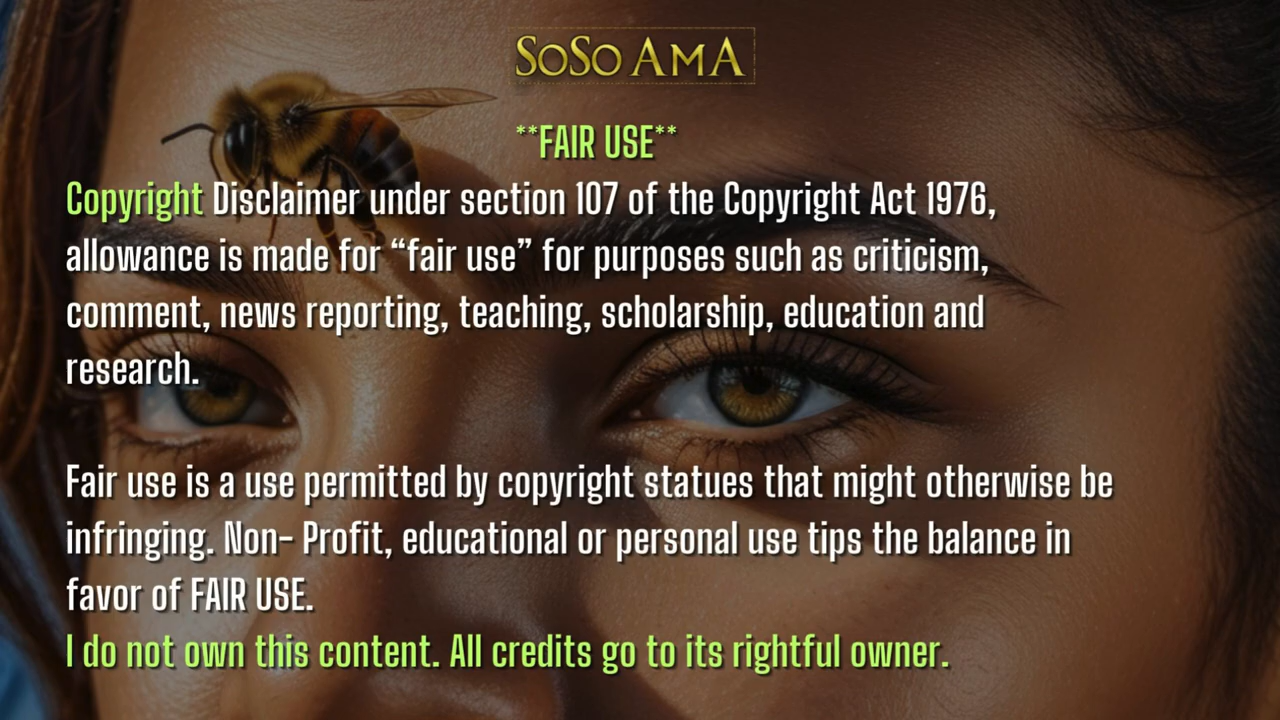 SoSo AmA
**FAIR USE**
Copyright Disclaimer under section 107 of the Copyright Act 1976,
allowance is made for “fair use” for purposes such as criticism,
comment, news reporting, teaching, scholarship, education and
research.
Fair use is a use permitted by copyright statues that might otherwise be
infringing. Non- Profit, educational or personal use tips the balance in
favor of FAIR USE.
I do not own this content. All credits go to its rightful owner.